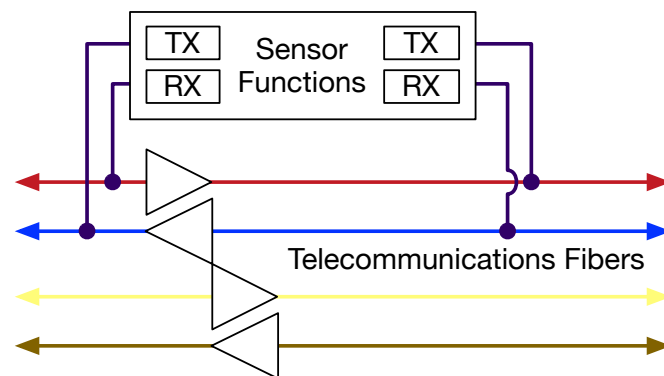 TX
Sensor
TX
RX
Functions
RX
Telecommunications Fibers